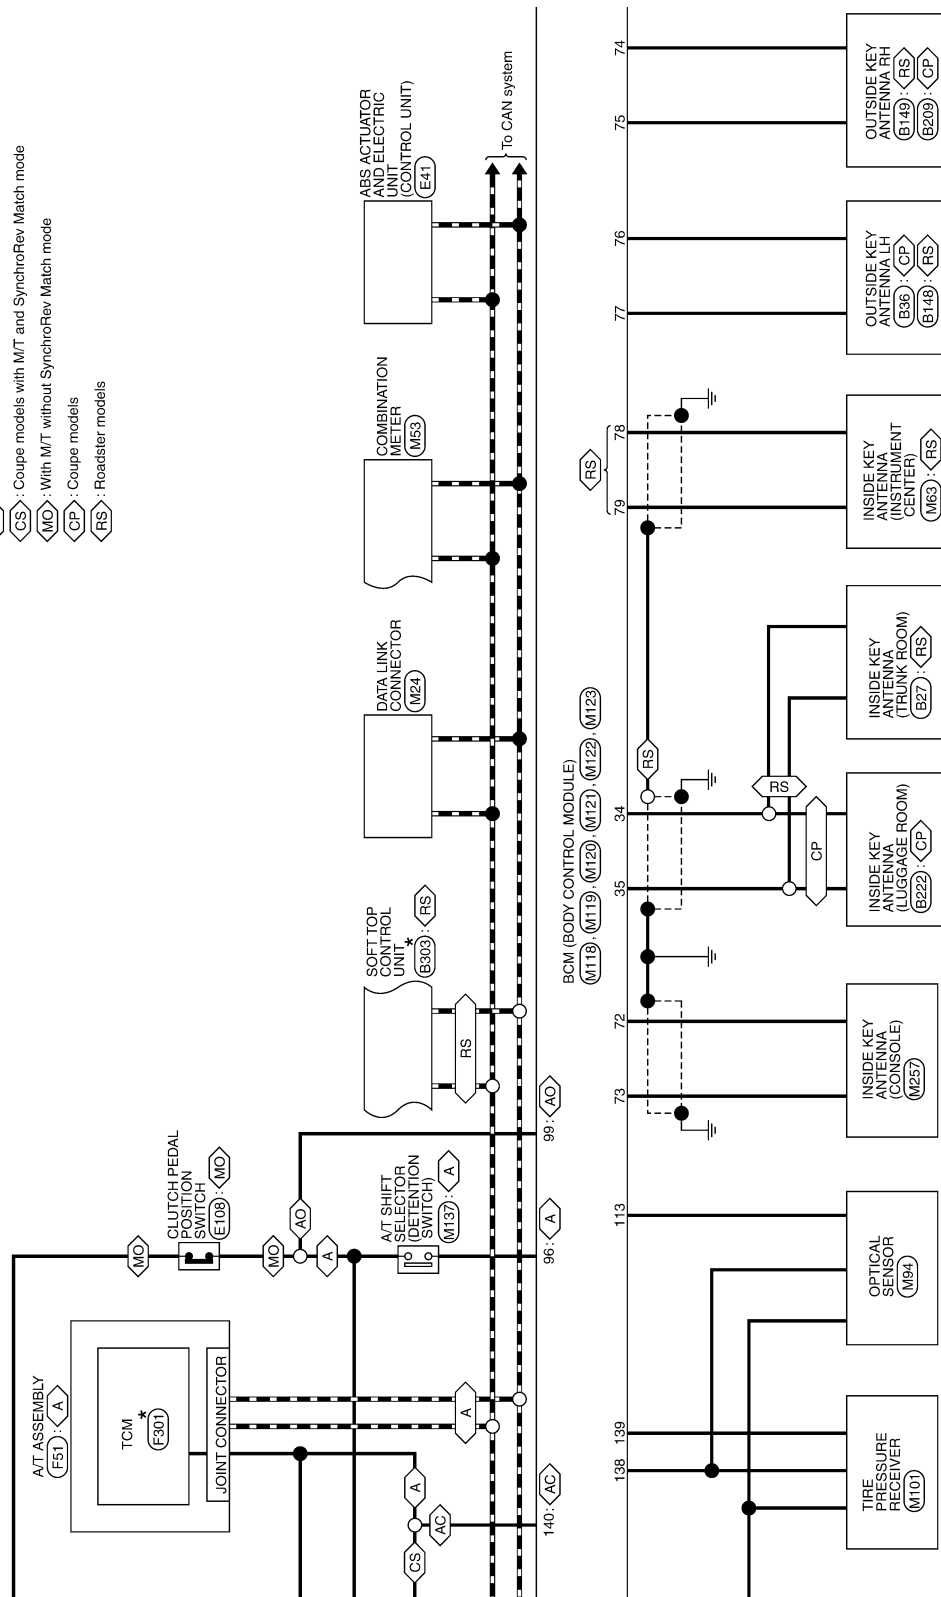 CS : Coupe models with M/T and SynchroRev Match mode
MO : With M/T without SynchroRev Match mode
CP : Coupe models
RS : Roadster models
A/T ASSEMBLY
F51 : A
TCM
*
F301
JOINT CONNECTOR
CLUTCH PEDAL
POSITION
SWITCH
E108 : MO
MO
MO
AO
A
A/T SHIFT
SELECTOR
(DETENTION
SWITCH)
M137 : A
SOFT TOP
CONTROL
UNIT *
B303 : RS
RS
DATA LINK
CONNECTOR
M24
COMBINATION
METER
M53
ABS ACTUATOR
AND ELECTRIC
UNIT
(CONTROL UNIT)
E41
To CAN system
A
A
CS
AC
140 : AC
96 : A
99 : AO
BCM (BODY CONTROL MODULE)
M118 , M119 , M120 , M121 , M122 , M123
RS
138
139
113
73
72
35
34
79
78
77
76
75
74
RS
RS
CP
TIRE
PRESSURE
RECEIVER
M101
OPTICAL
SENSOR
M94
INSIDE KEY
ANTENNA
(CONSOLE)
M257
INSIDE KEY
ANTENNA
(LUGGAGE ROOM)
B222 : CP
INSIDE KEY
ANTENNA
(TRUNK ROOM)
B27 : RS
INSIDE KEY
ANTENNA
(INSTRUMENT
CENTER)
M63 : RS
OUTSIDE KEY
ANTENNA LH
B36 : CP
B148 : RS
OUTSIDE KEY
ANTENNA RH
B149 : RS
B209 : CP